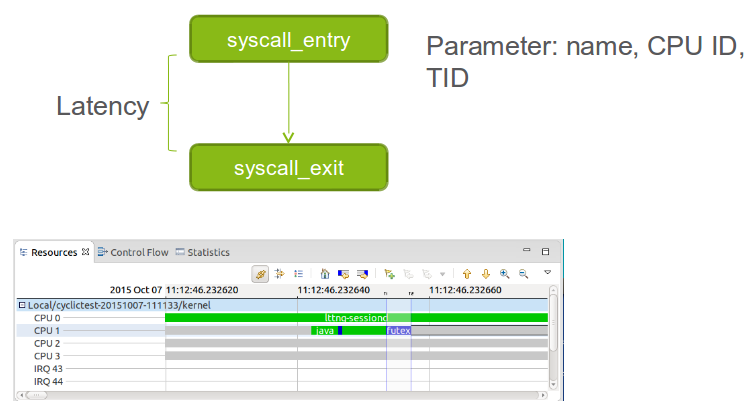 syscall_entry
Parameter: name, CPU ID,
TID
Latency
syscall_exit
Resources
Control Flow
Statistics
2015 Oct 07 11:12:46.232620 11:12:46.232640 11:12:46.232660
Local/cyclictest-20151007-111133/kernel
CPU 0
lttng-sessiond
CPU 1
java
futex
CPU 2
CPU 3
IRQ 43
IRQ 44